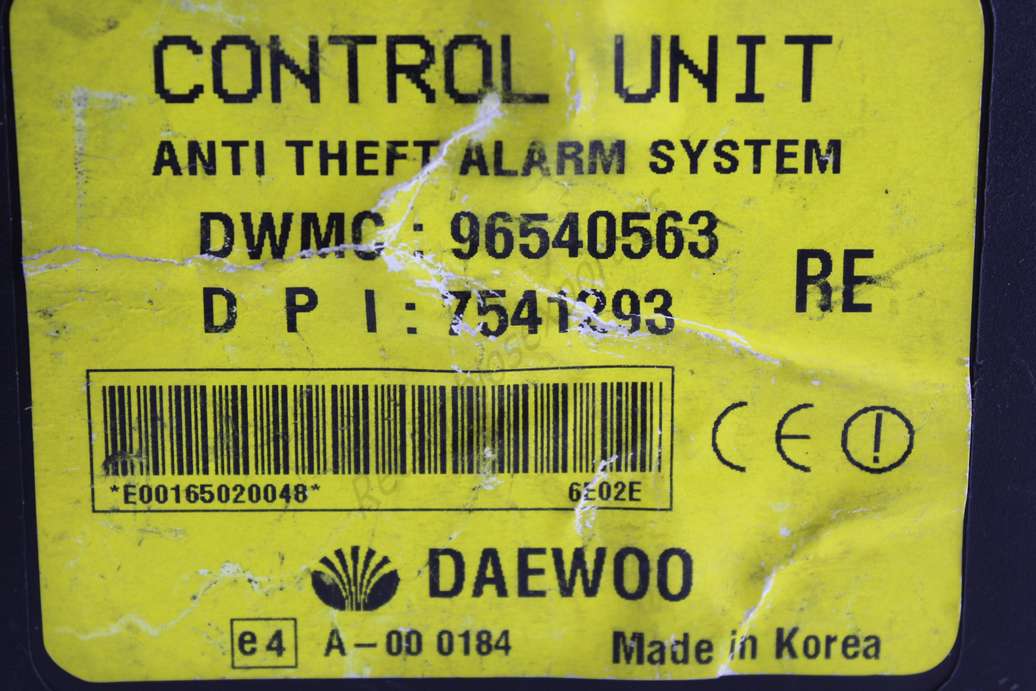 CONTROL UNIT
ANTI THEFT ALARM SYSTEM
DWMC : 96540563
RE
D P I : 7541893
*E00165020048*
6E02E
CE
DAEWOO
e4 A-00 0184
Made in Korea